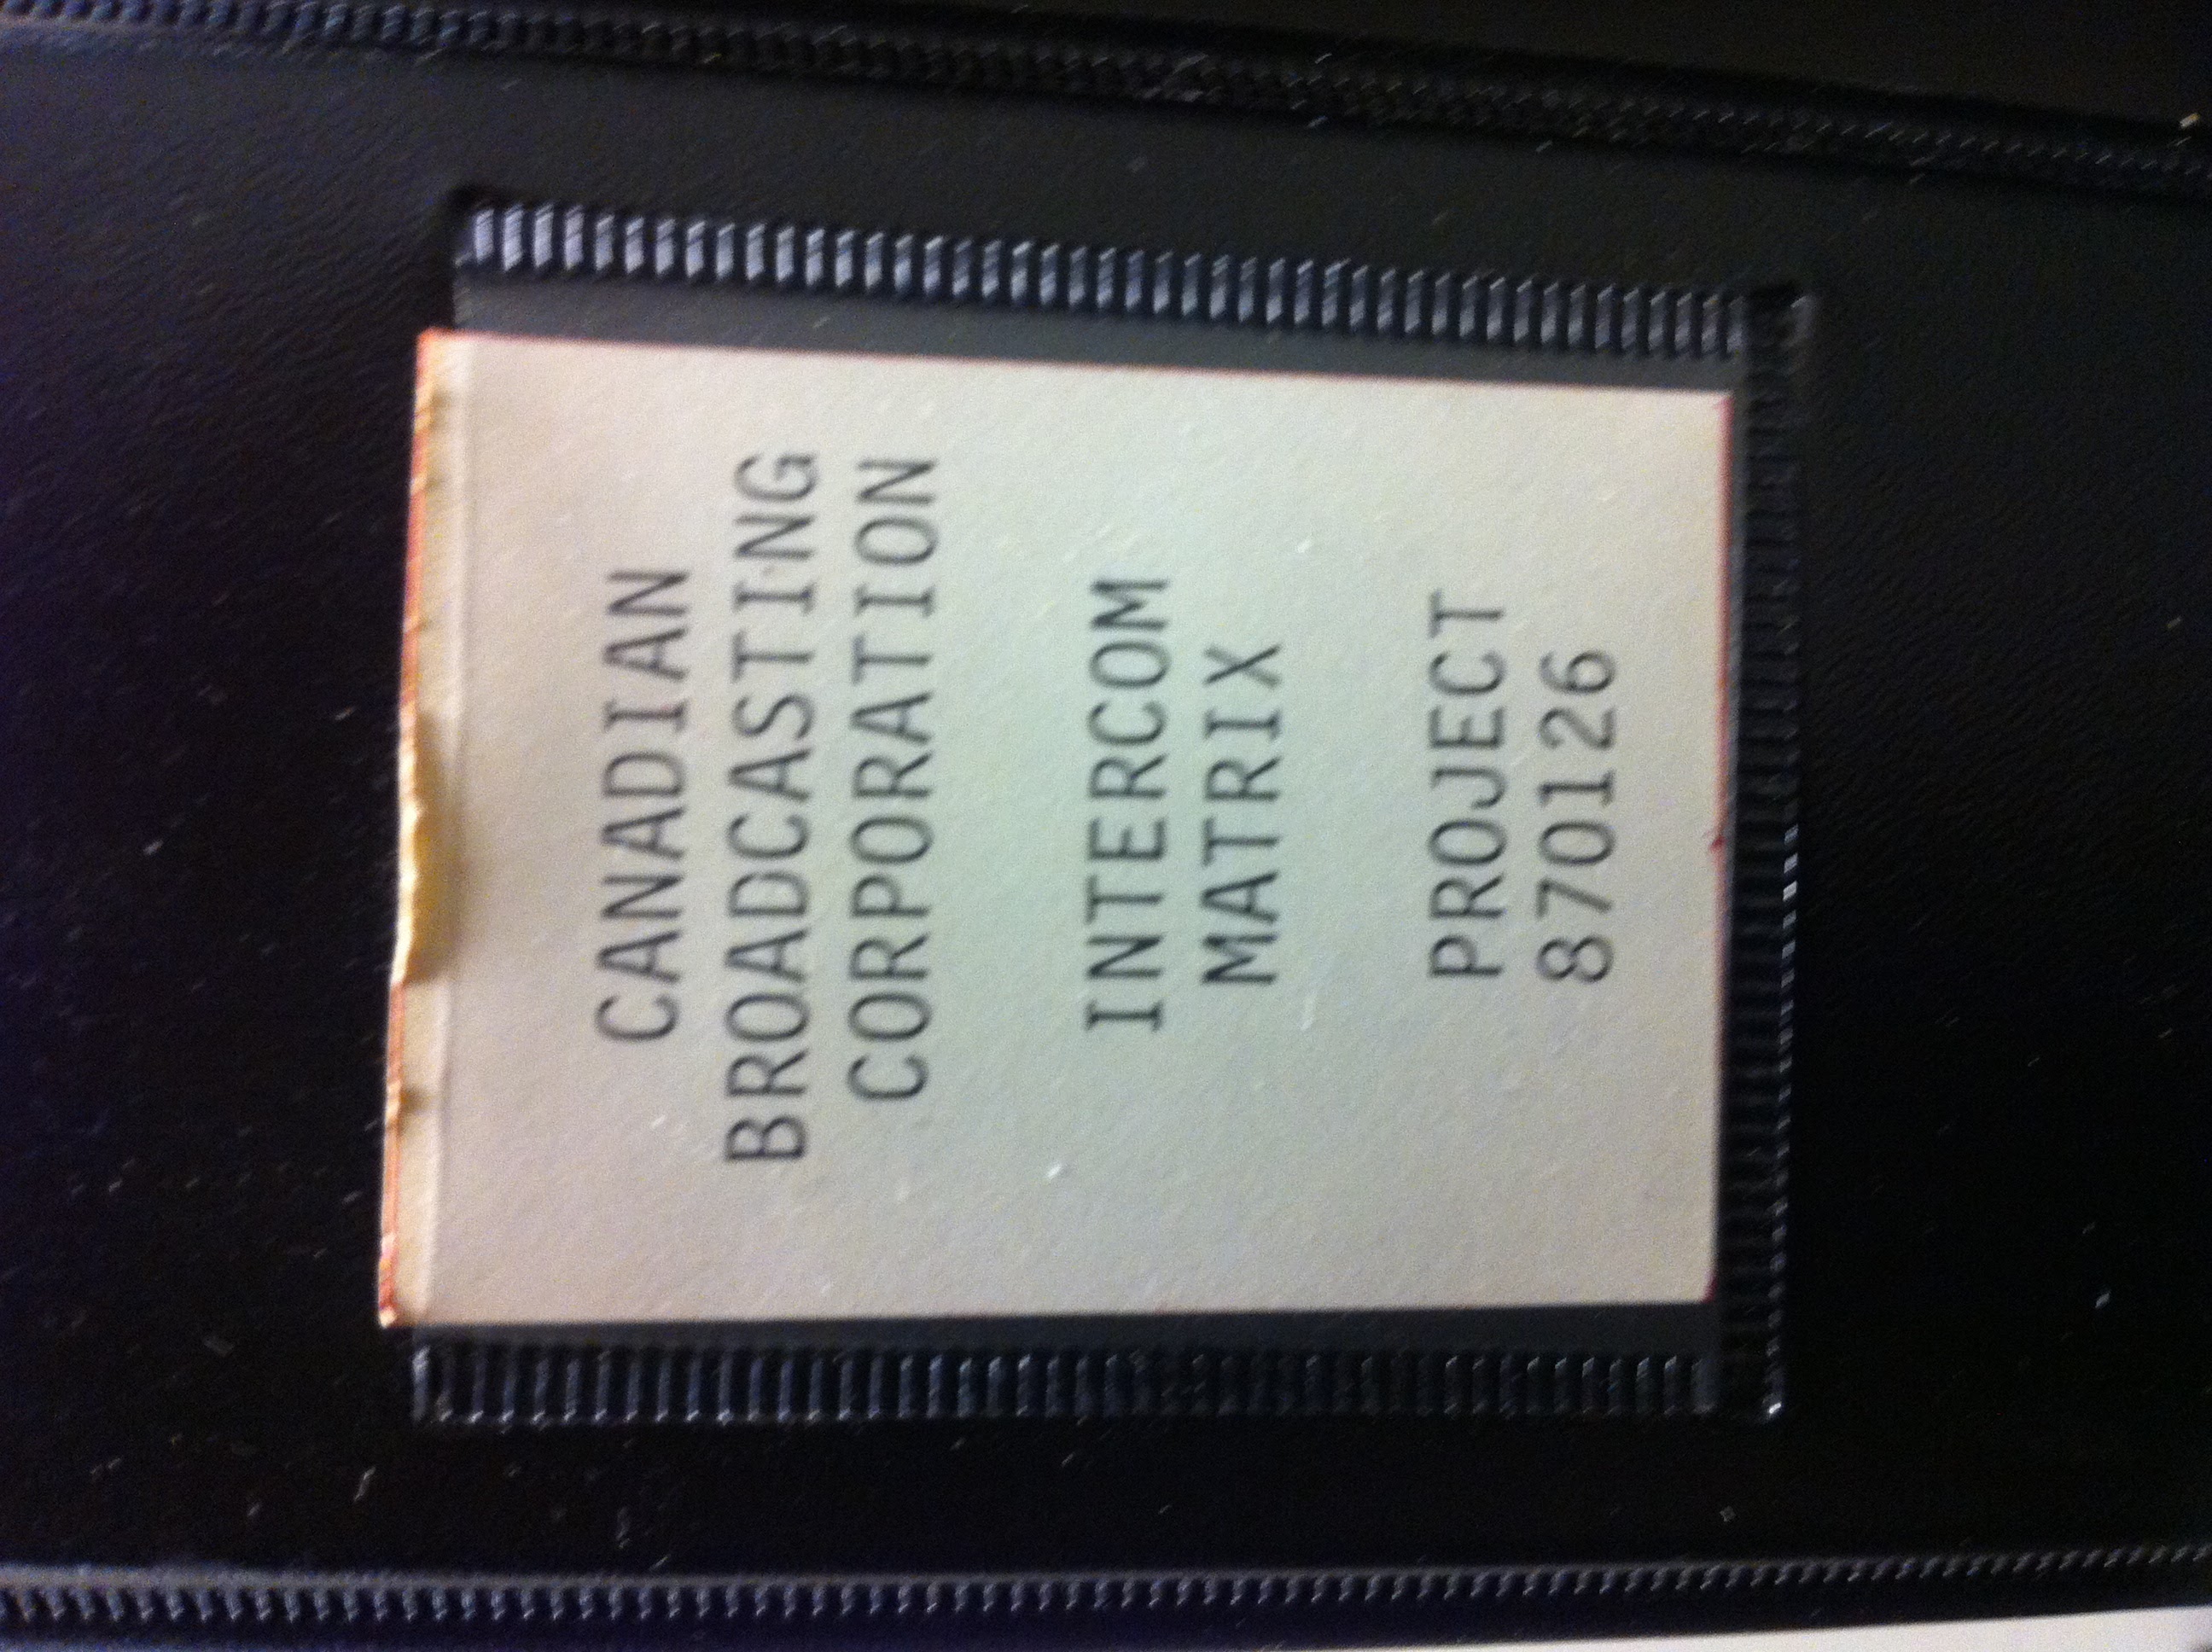 CANADIAN
BROADCASTING
CORPORATION
INTERCOM
MATRIX
PROJECT
870126